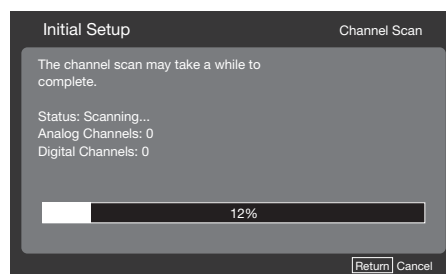 Initial Setup Channel Scan
The channel scan may take a while to
complete.
Status: Scanning...
Analog Channels: 0
Digital Channels: 0
12%
Return Cancel